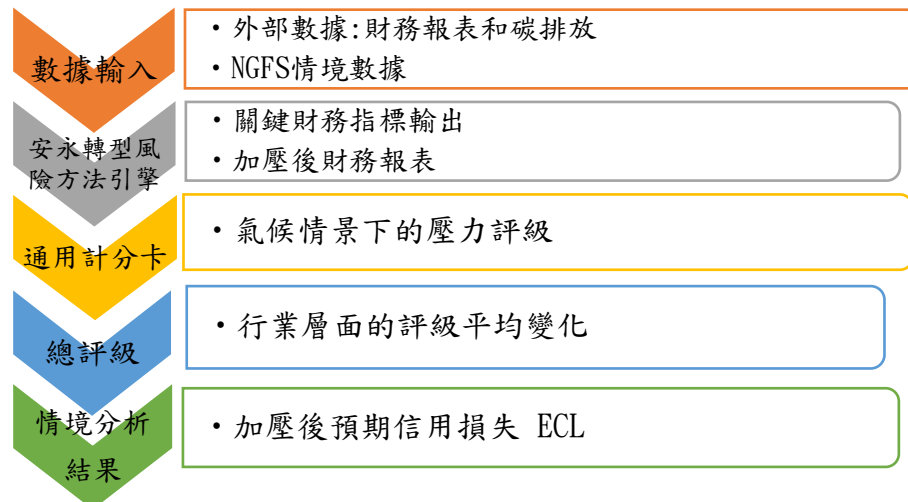 數據輸入
・外部數據:財務報表和碳排放
・NGFS情境數據
安永轉型風
險方法引擎
・關鍵財務指標輸出
・加壓後財務報表
通用計分卡
・氣候情景下的壓力評級
總評級
・行業層面的評級平均變化
情境分析
結果
・加壓後預期信用損失 ECL